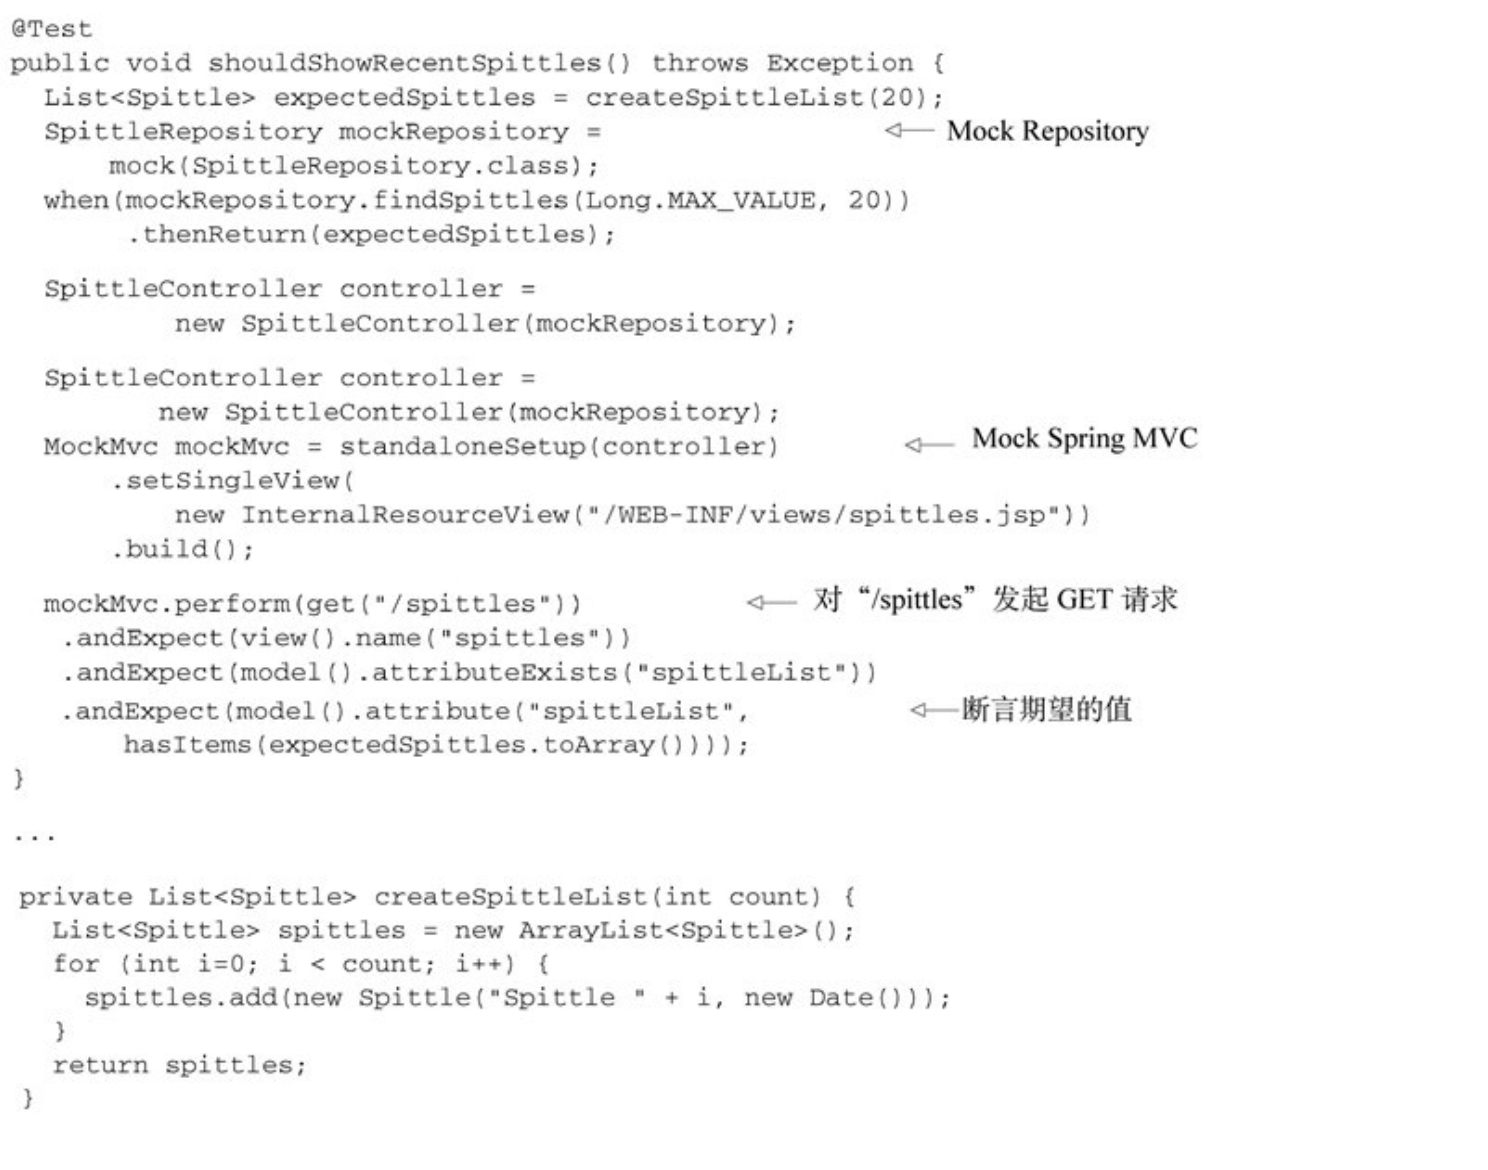 @Test
public void shouldShowRecentSpittles() throws Exception {
  List<Spittle> expectedSpittles = createSpittleList(20);
  SpittleRepository mockRepository = Mock Repository
      mock(SpittleRepository.class);
  when(mockRepository.findSpittles(Long.MAX_VALUE, 20))
       .thenReturn(expectedSpittles);
  SpittleController controller =
          new SpittleController(mockRepository);
  SpittleController controller =
         new SpittleController(mockRepository);
  MockMvc mockMvc = standaloneSetup(controller) Mock Spring MVC
      .setSingleView(
          new InternalResourceView("/WEB-INF/views/spittles.jsp"))
      .build();
  mockMvc.perform(get("/spittles")) 对“/spittles”发起 GET 请求
   .andExpect(view().name("spittles"))
   .andExpect(model().attributeExists("spittleList"))
   .andExpect(model().attribute("spittleList", 断言期望的值
       hasItems(expectedSpittles.toArray())));
}
...
private List<Spittle> createSpittleList(int count) {
  List<Spittle> spittles = new ArrayList<Spittle>();
  for (int i=0; i < count; i++) {
    spittles.add(new Spittle("Spittle " + i, new Date()));
  }
  return spittles;
}